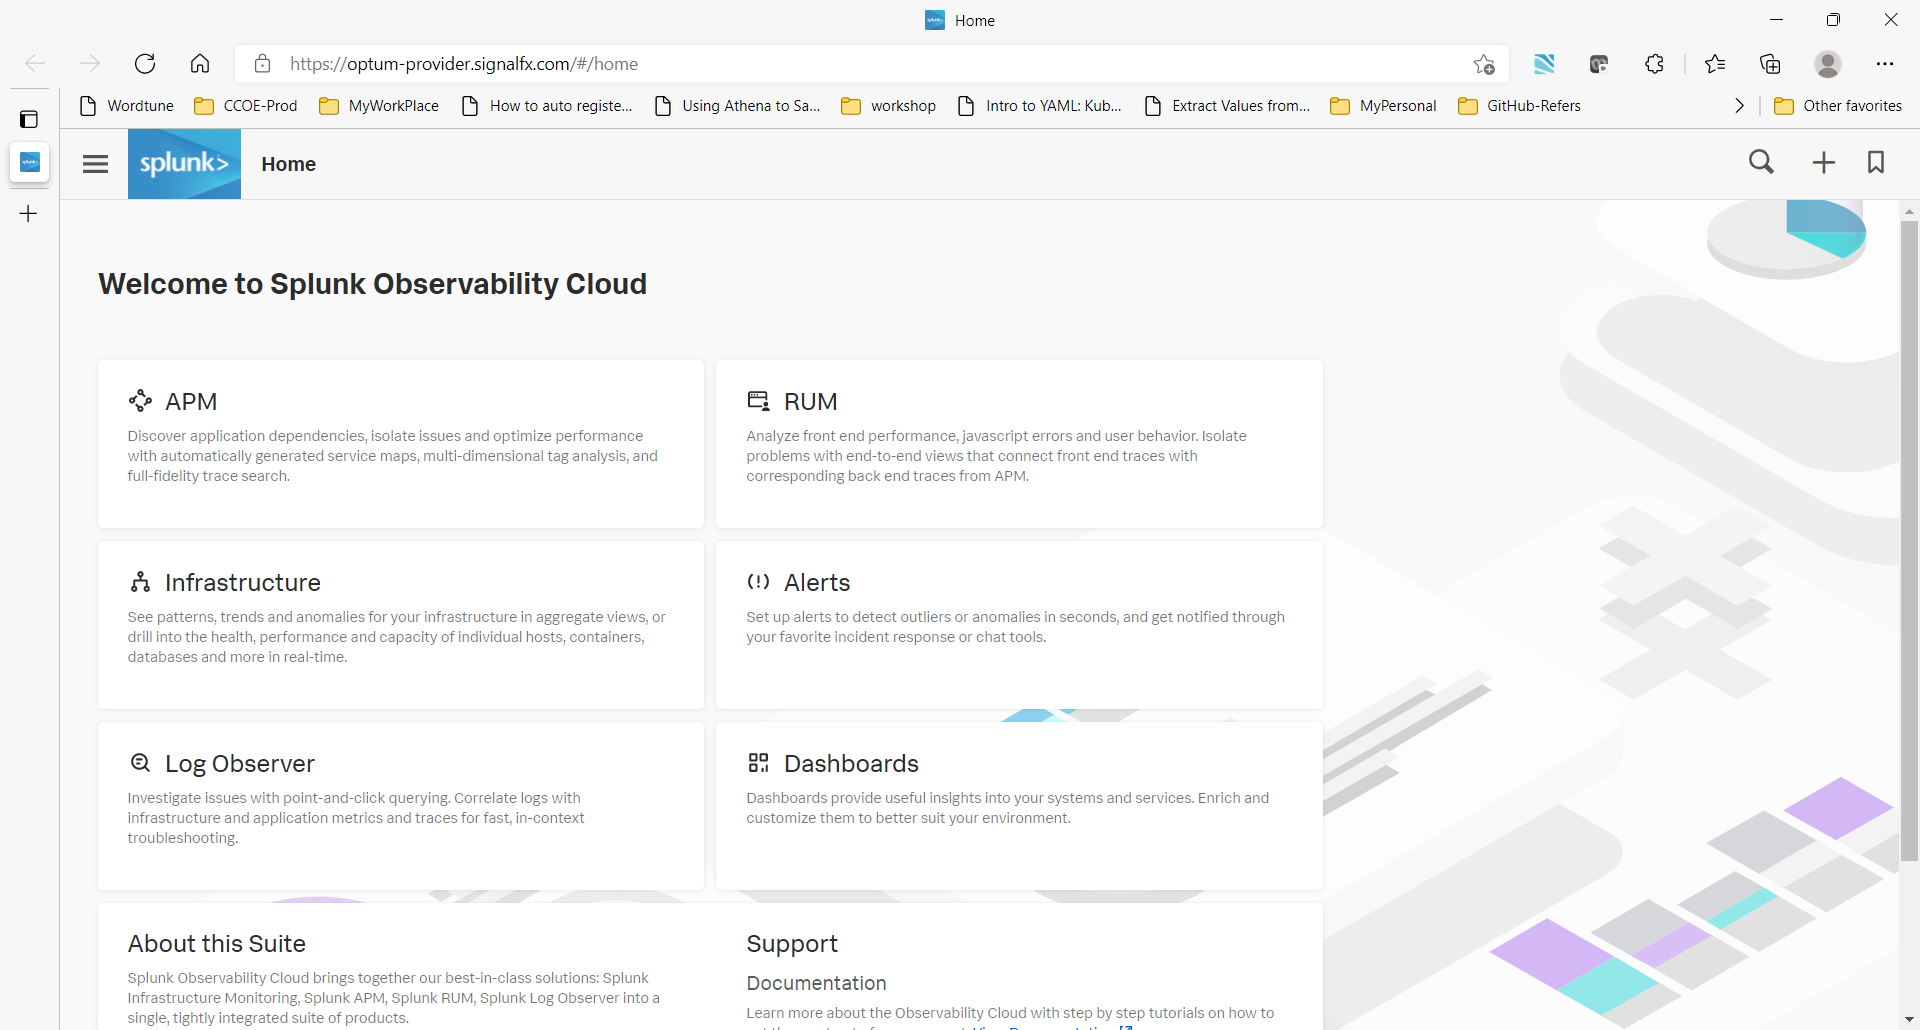 Home
https://optum-provider.signalfx.com/#/home
Wordtune CCOE-Prod MyWorkPlace How to auto registe... Using Athena to Sa... workshop Intro to YAML: Kub... Extract Values from... MyPersonal GitHub-Refers Other favorites
splunk> Home
Welcome to Splunk Observability Cloud
APM
Discover application dependencies, isolate issues and optimize performance
with automatically generated service maps, multi-dimensional tag analysis, and
full-fidelity trace search.
RUM
Analyze front end performance, javascript errors and user behavior. Isolate
problems with end-to-end views that connect front end traces with
corresponding back end traces from APM.
Infrastructure
See patterns, trends and anomalies for your infrastructure in aggregate views, or
drill into the health, performance and capacity of individual hosts, containers,
databases and more in real-time.
Alerts
Set up alerts to detect outliers or anomalies in seconds, and get notified through
your favorite incident response or chat tools.
Log Observer
Investigate issues with point-and-click querying. Correlate logs with
infrastructure and application metrics and traces for fast, in-context
troubleshooting.
Dashboards
Dashboards provide useful insights into your systems and services. Enrich and
customize them to better suit your environment.
About this Suite
Splunk Observability Cloud brings together our best-in-class solutions: Splunk
Infrastructure Monitoring, Splunk APM, Splunk RUM, Splunk Log Observer into a
single, tightly integrated suite of products.
Support
Documentation
Learn more about the Observability Cloud with step by step tutorials on how to